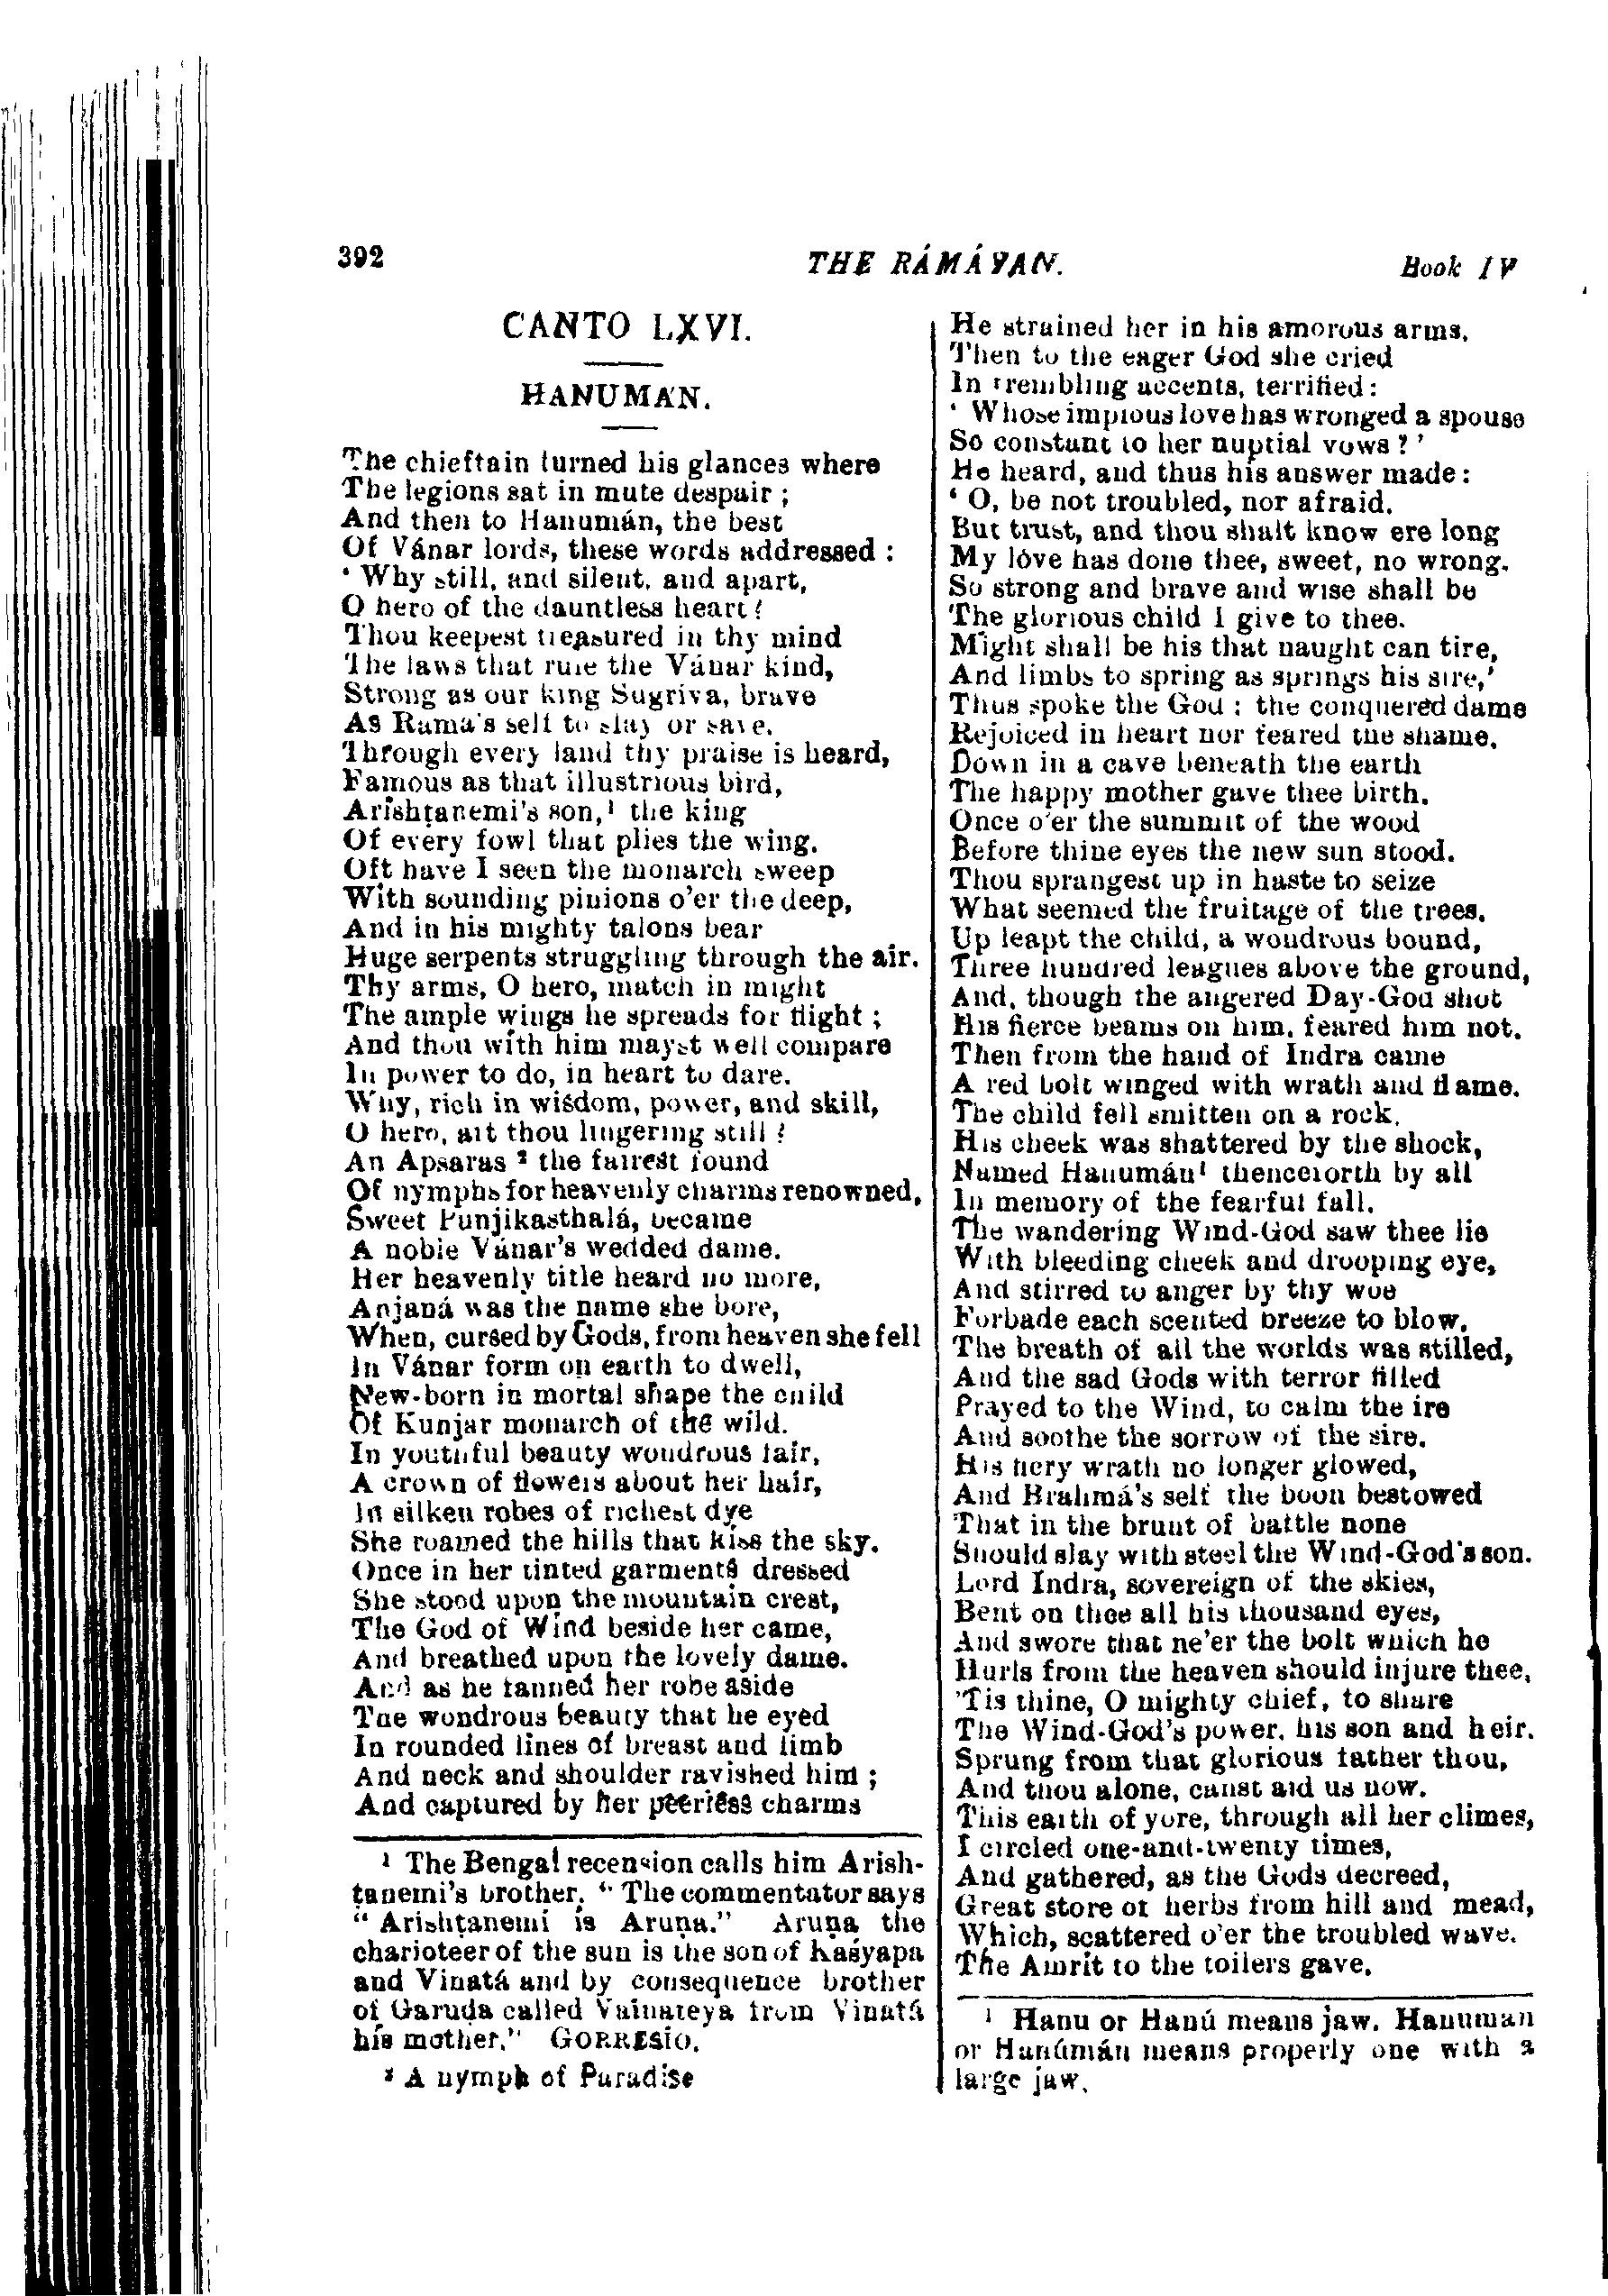 392
THE RÁMÁYAN.
Book IV
CANTO LXVI.
HANUMAN.
The chieftain turned his glances where
The legions sat in mute despair ;
And then to Hanumán, the best
Of Vánar lords, these words addressed :
‘ Why still, and silent, and apart,
O hero of the dauntless heart ?
Thou keepest treasured in thy mind
The laws that rule the Vánar kind,
Strong as our king Sugríva, brave
As Ráma's self to slay or save.
Through every land thy praise is heard,
Famous as that illustrious bird,
Arishṭanemi's son,¹ the king
Of every fowl that plies the wing.
Oft have I seen the monarch sweep
With sounding pinions o'er the deep,
And in his mighty talons bear
Huge serpents struggling through the air.
Thy arms, O hero, match in might
The ample wings he spreads for flight ;
And thou with him mayst well compare
In power to do, in heart to dare.
Why, rich in wisdom, power, and skill,
O hero, art thou lingering still ?
An Apsaras ² the fairest found
Of nymphs for heavenly charms renowned,
Sweet Punjikasthalá, became
A noble Vánar's wedded dame.
Her heavenly title heard no more,
Anjaná was the name she bore,
When, cursed by Gods, from heaven she fell
In Vánar form on earth to dwell,
New-born in mortal shape the child
Of Kunjar monarch of the wild.
In youthful beauty wondrous fair,
A crown of flowers about her hair,
In silken robes of richest dye
She roamed the hills that kiss the sky.
Once in her tinted garments dressed
She stood upon the mountain crest,
The God of Wind beside her came,
And breathed upon the lovely dame.
And as he fanned her robe aside
The wondrous beauty that he eyed
In rounded lines of breast and limb
And neck and shoulder ravished him ;
And captured by her peerless charms
¹ The Bengal recension calls him Arish-
ṭanemi's brother. “ The commentator says
“ Arishṭanemi is Aruṇa.” Aruṇa the
charioteer of the sun is the son of Kaśyapa
and Vinatá and by consequence brother
of Garuḍa called Vainateya from Vinatá
his mother.” GORRESIO.
² A nymph of Paradise
He strained her in his amorous arms.
Then to the eager God she cried
In trembling accents, terrified :
‘ Whose impious love has wronged a spouse
So constant to her nuptial vows ? ’
He heard, and thus his answer made :
‘ O, be not troubled, nor afraid.
But trust, and thou shalt know ere long
My love has done thee, sweet, no wrong.
So strong and brave and wise shall be
The glorious child I give to thee.
Might shall be his that naught can tire,
And limbs to spring as springs his sire,’
Thus spoke the God : the conquered dame
Rejoiced in heart nor feared the shame.
Down in a cave beneath the earth
The happy mother gave thee birth.
Once o'er the summit of the wood
Before thine eyes the new sun stood.
Thou sprangest up in haste to seize
What seemed the fruitage of the trees.
Up leapt the child, a wondrous bound,
Three hundred leagues above the ground,
And, though the angered Day-God shot
His fierce beams on him, feared him not.
Then from the hand of Indra came
A red bolt winged with wrath and flame.
The child fell smitten on a rock,
His cheek was shattered by the shock,
Named Hanumán¹ thenceforth by all
In memory of the fearful fall.
The wandering Wind-God saw thee lie
With bleeding cheek and drooping eye,
And stirred to anger by thy woe
Forbade each scented breeze to blow.
The breath of all the worlds was stilled,
And the sad Gods with terror filled
Prayed to the Wind, to calm the ire
And soothe the sorrow of the sire.
His fiery wrath no longer glowed,
And Brahmá's self the boon bestowed
That in the brunt of battle none
Should slay with steel the Wind-God's son.
Lord Indra, sovereign of the skies,
Bent on thee all his thousand eyes,
And swore that ne'er the bolt which he
Hurls from the heaven should injure thee,
'Tis thine, O mighty chief, to share
The Wind-God's power, his son and heir.
Sprung from that glorious father thou,
And thou alone, canst aid us now.
This earth of yore, through all her climes,
I circled one-and-twenty times,
And gathered, as the Gods decreed,
Great store of herbs from hill and mead,
Which, scattered o'er the troubled wave.
The Amrit to the toilers gave.
¹ Hanu or Hanú means jaw. Hanuman
or Hanúmán means properly one with a
large jaw.